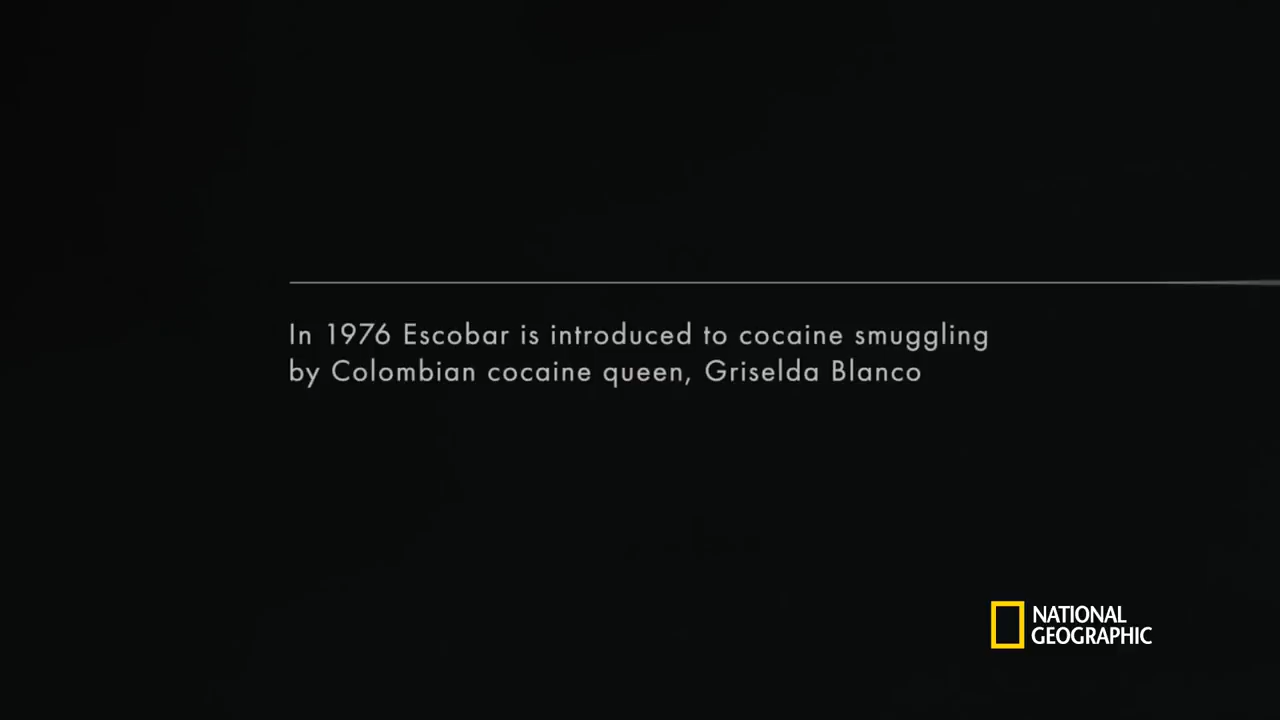 In 1976 Escobar is introduced to cocaine smuggling
by Colombian cocaine queen, Griselda Blanco
NATIONAL
GEOGRAPHIC